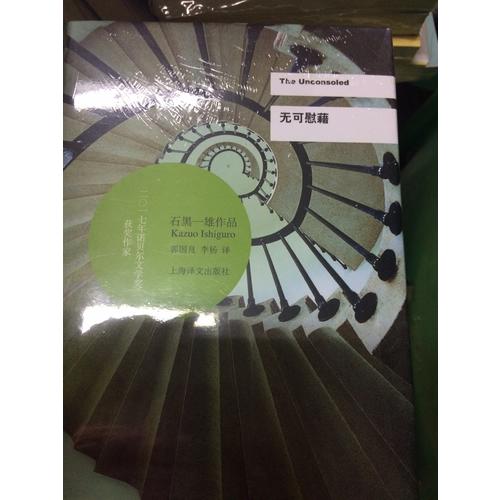 The Unconsoled
无可慰藉
石黑一雄作品
Kazuo Ishiguro
郭国良 李杨 译
上海译文出版社
二〇一七年诺贝尔文学奖
获奖作家